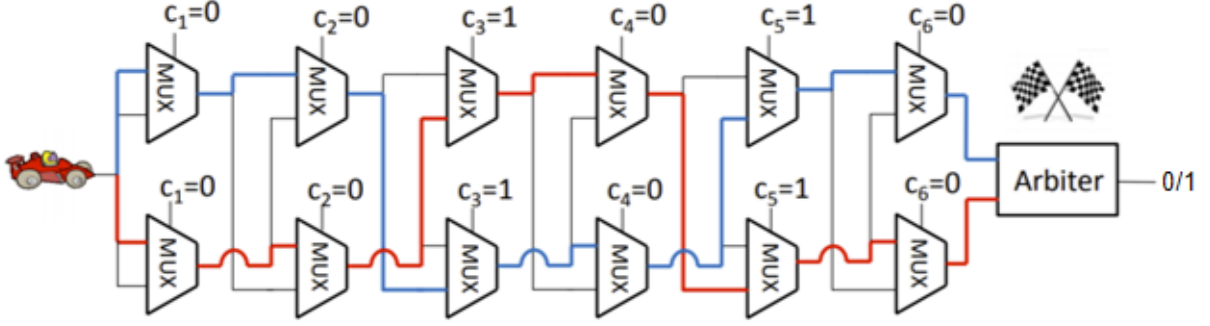 c1=0 c2=0 c3=1 c4=0 c5=1 c6=0
MUX MUX MUX MUX MUX MUX
Arbiter 0/1
c1=0 c2=0 c3=1 c4=0 c5=1 c6=0
MUX MUX MUX MUX MUX MUX